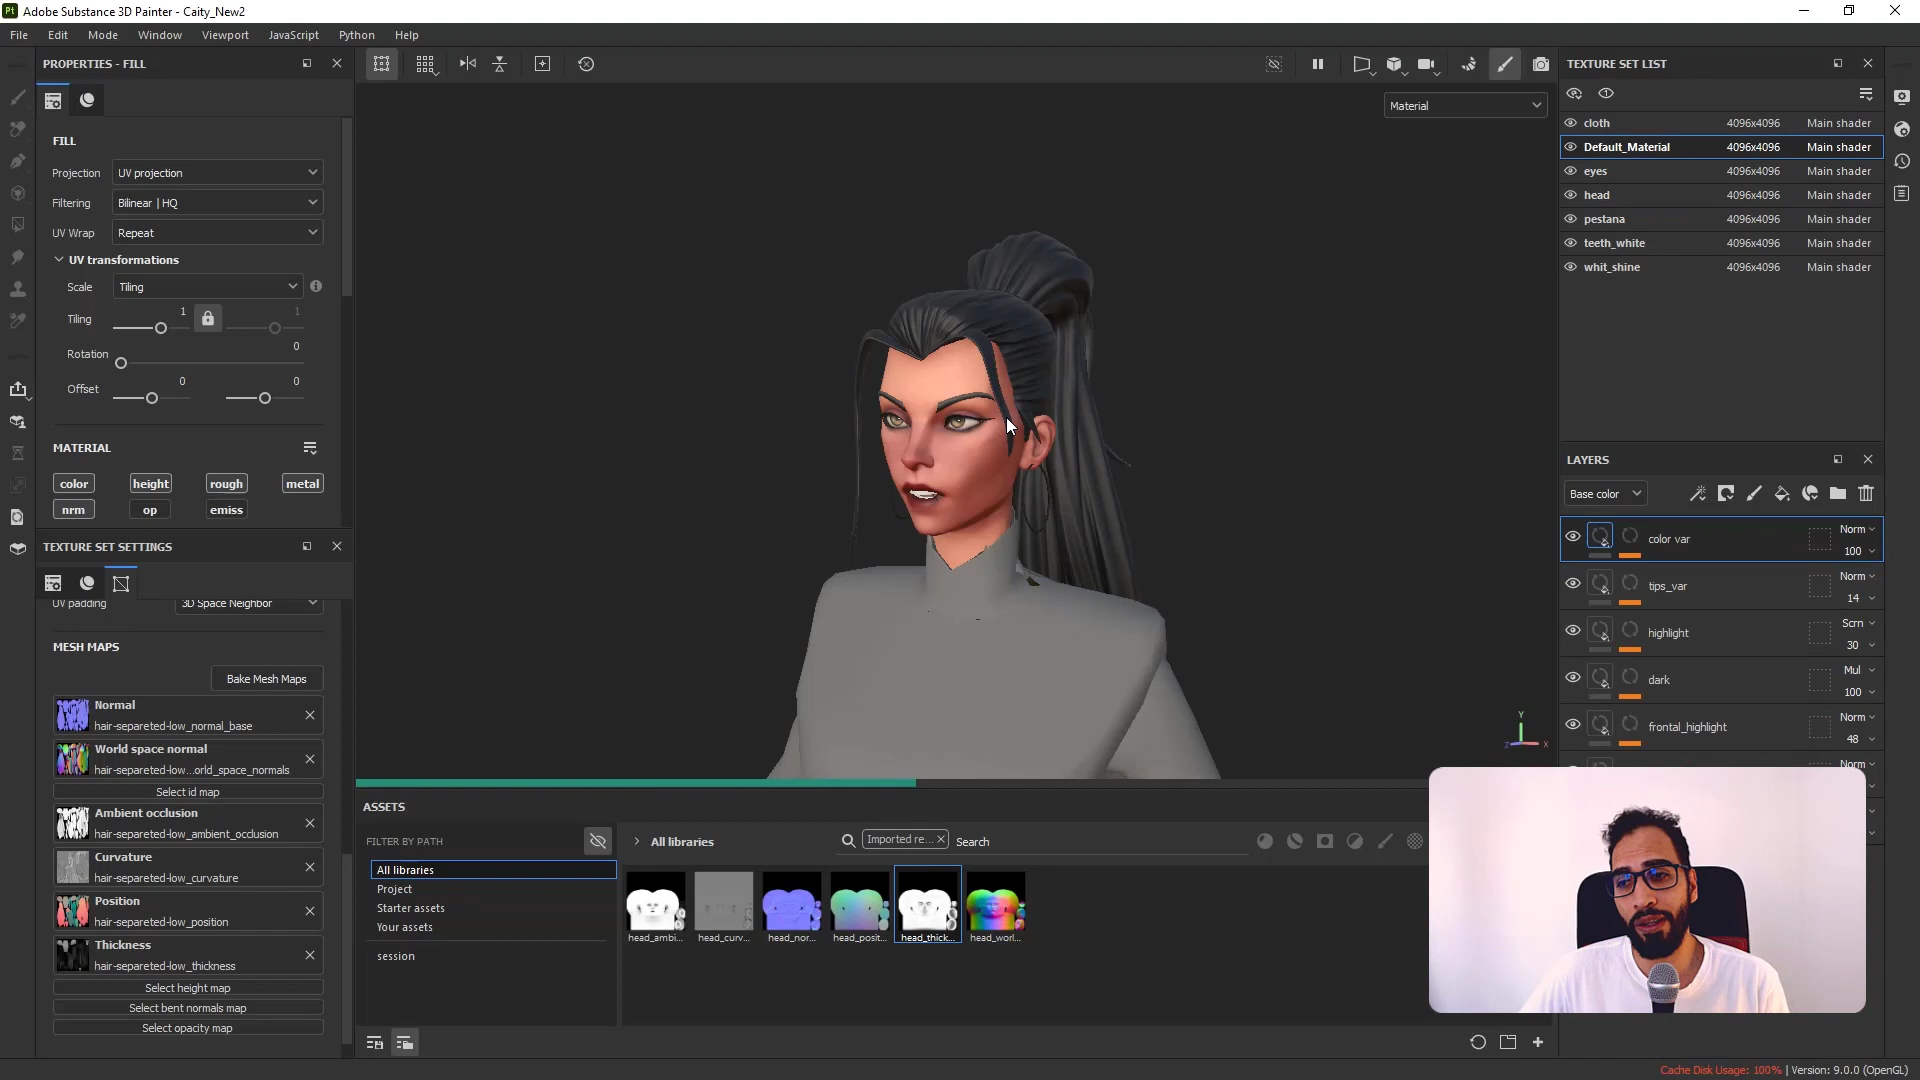 Pt Adobe Substance 3D Painter - Caity_New2
File Edit Mode Window Viewport JavaScript Python Help
PROPERTIES - FILL
FILL
Projection UV projection
Filtering Bilinear | HQ
UV Wrap Repeat
UV transformations
Scale Tiling
Tiling 1 1
Rotation 0
Offset 0 0
MATERIAL
color height rough metal
nrm op emiss
TEXTURE SET SETTINGS
UV padding 3D Space Neighbor
MESH MAPS
Bake Mesh Maps
Normal
hair-separeted-low_normal_base
World space normal
hair-separeted-low...orld_space_normals
Select id map
Ambient occlusion
hair-separeted-low_ambient_occlusion
Curvature
hair-separeted-low_curvature
Position
hair-separeted-low_position
Thickness
hair-separeted-low_thickness
Select height map
Select bent normals map
Select opacity map
Material
Y
Z X
ASSETS
FILTER BY PATH
All libraries
Project
Starter assets
Your assets
session
All libraries
Imported re...
Search
head_ambi... head_curv... head_nor... head_posit... head_thick... head_worl...
TEXTURE SET LIST
cloth 4096x4096 Main shader
Default_Material 4096x4096 Main shader
eyes 4096x4096 Main shader
head 4096x4096 Main shader
pestana 4096x4096 Main shader
teeth_white 4096x4096 Main shader
whit_shine 4096x4096 Main shader
LAYERS
Base color
color var Norm 100
tips_var Norm 14
highlight Scrn 30
dark Mul 100
frontal_highlight Norm 48
Norm
Cache Disk Usage: 100% | Version: 9.0.0 (OpenGL)